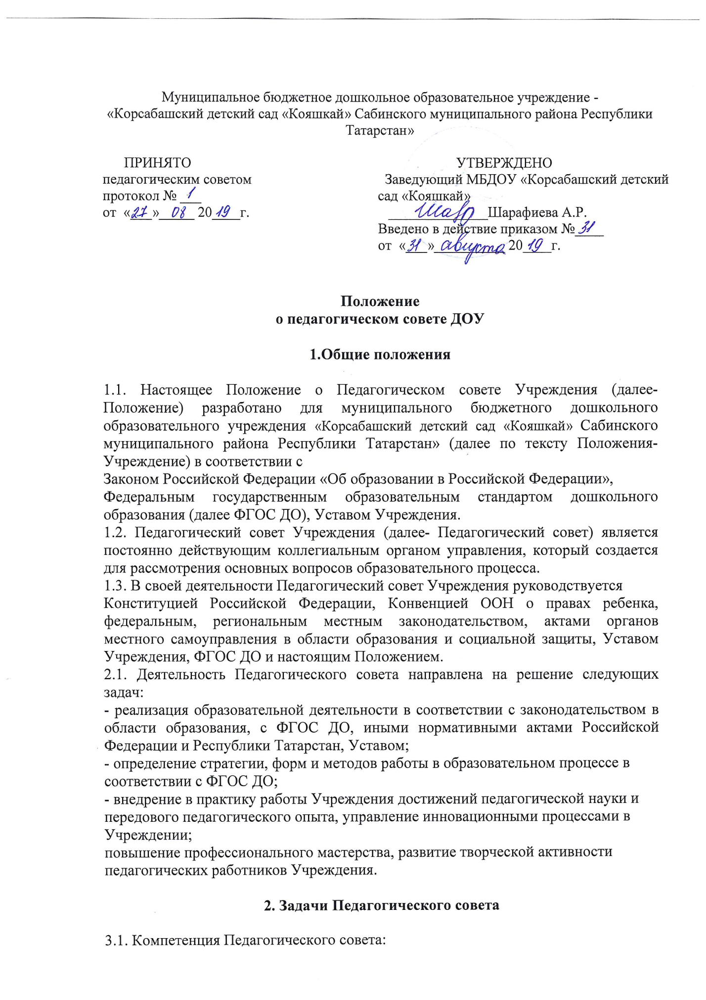 Муниципальное бюджетное дошкольное образовательное учреждение -
«Корсабашский детский сад «Кояшкай» Сабинского муниципального района Республики
Татарстан»
ПРИНЯТО
педагогическим советом
протокол № 1
от «27» 08 2019г.
УТВЕРЖДЕНО
Заведующий МБДОУ «Корсабашский детский
сад «Кояшкай»
Шарафиева А.Р.
Введено в действие приказом № 31
от «31» августа 2019г.
Положение
о педагогическом совете ДОУ
1.Общие положения
1.1. Настоящее Положение о Педагогическом совете Учреждения (далее-
Положение) разработано для муниципального бюджетного дошкольного
образовательного учреждения «Корсабашский детский сад «Кояшкай» Сабинского
муниципального района Республики Татарстан» (далее по тексту Положения-
Учреждение) в соответствии с
Законом Российской Федерации «Об образовании в Российской Федерации»,
Федеральным государственным образовательным стандартом дошкольного
образования (далее ФГОС ДО), Уставом Учреждения.
1.2. Педагогический совет Учреждения (далее- Педагогический совет) является
постоянно действующим коллегиальным органом управления, который создается
для рассмотрения основных вопросов образовательного процесса.
1.3. В своей деятельности Педагогический совет Учреждения руководствуется
Конституцией Российской Федерации, Конвенцией ООН о правах ребенка,
федеральным, региональным местным законодательством, актами органов
местного самоуправления в области образования и социальной защиты, Уставом
Учреждения, ФГОС ДО и настоящим Положением.
2.1. Деятельность Педагогического совета направлена на решение следующих
задач:
- реализация образовательной деятельности в соответствии с законодательством в
области образования, с ФГОС ДО, иными нормативными актами Российской
Федерации и Республики Татарстан, Уставом;
- определение стратегии, форм и методов работы в образовательном процессе в
соответствии с ФГОС ДО;
- внедрение в практику работы Учреждения достижений педагогической науки и
передового педагогического опыта, управление инновационными процессами в
Учреждении;
повышение профессионального мастерства, развитие творческой активности
педагогических работников Учреждения.
2. Задачи Педагогического совета
3.1. Компетенция Педагогического совета: